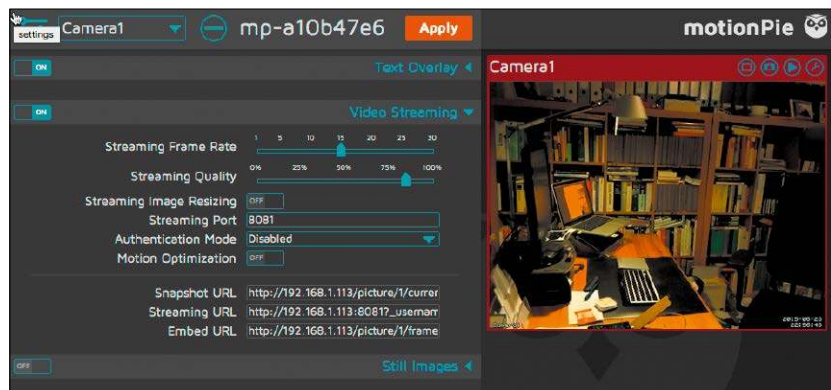 settings
Camera1
mp-a10b47e6
Apply
motionPie
ON
Text Overlay
ON
Video Streaming
Streaming Frame Rate
1 5 10 15 20 25 30
Streaming Quality
0% 25% 50% 75% 100%
Streaming Image Resizing OFF
Streaming Port 8081
Authentication Mode Disabled
Motion Optimization OFF
Snapshot URL http://192.168.1.113/picture/1/currer
Streaming URL http://192.168.1.113:8081?_usernam
Embed URL http://192.168.1.113/picture/1/frame
OFF
Still Images
Camera1